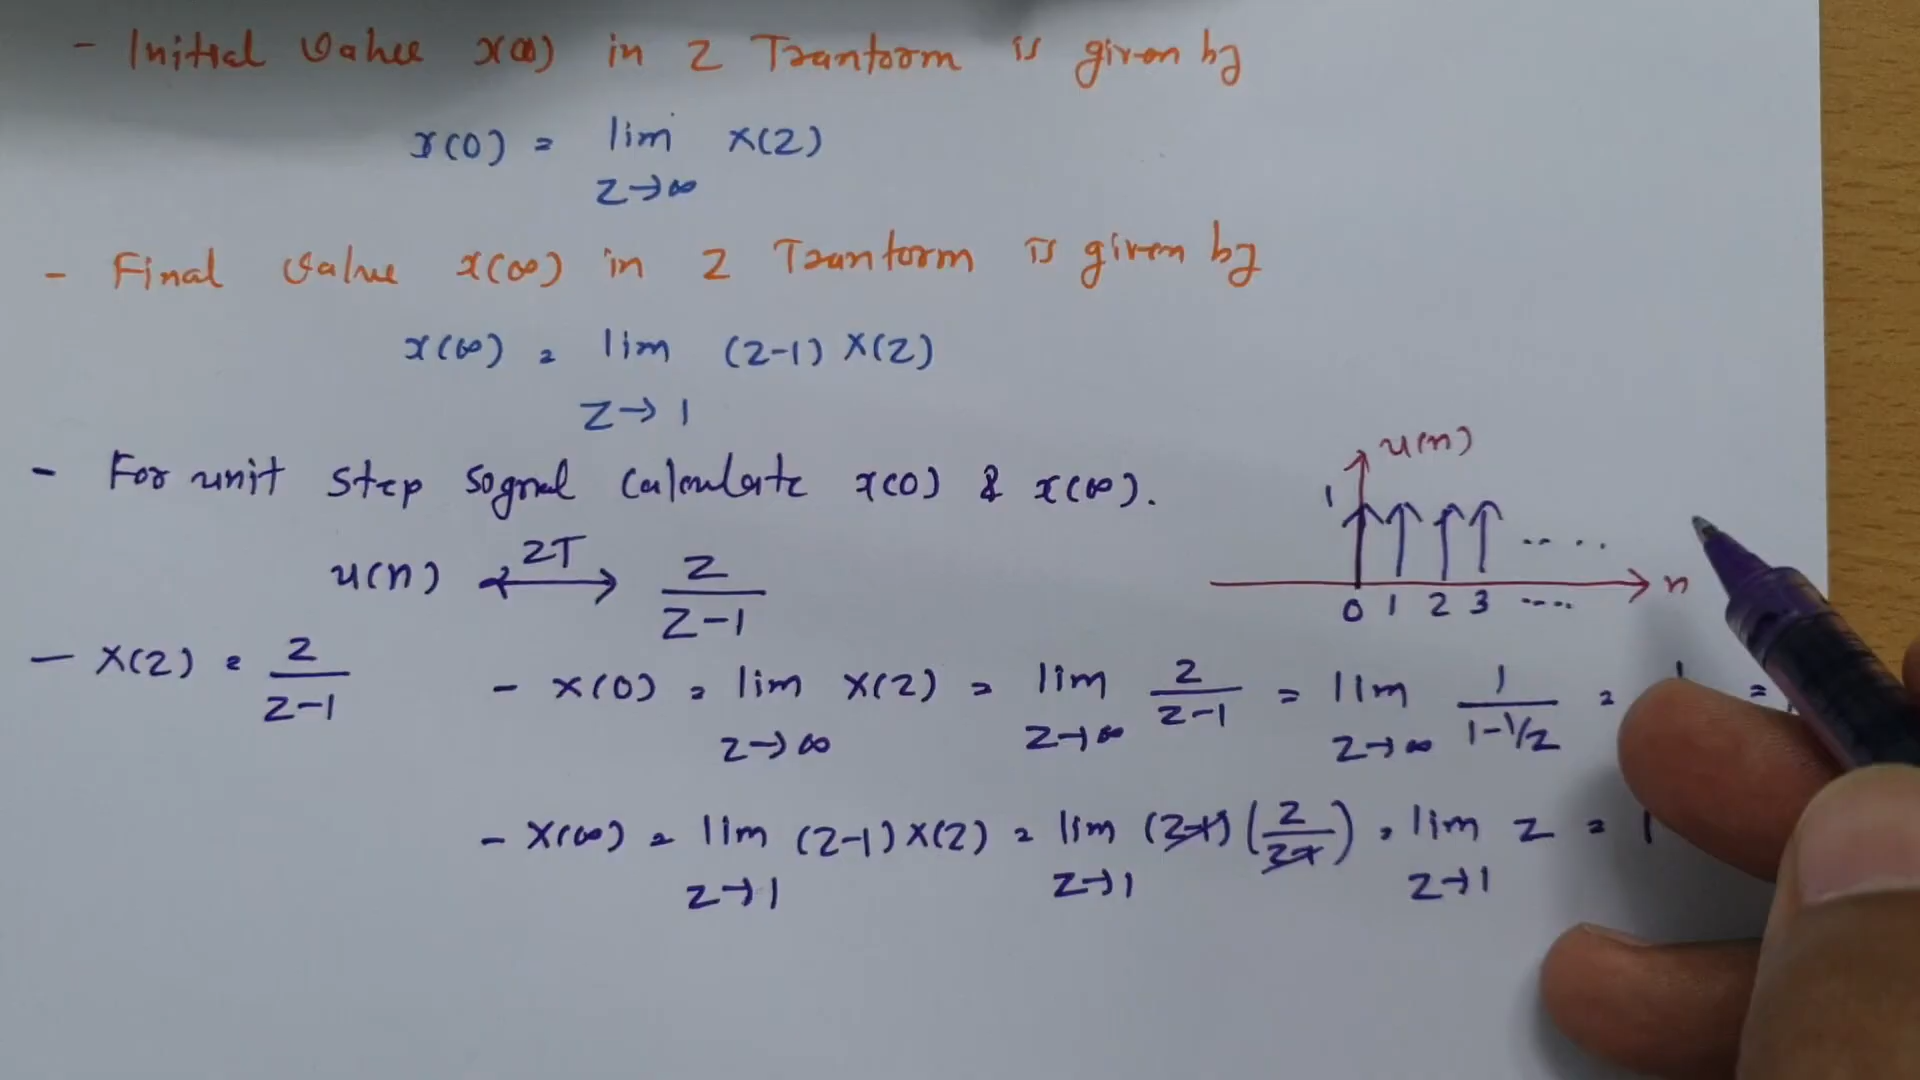 - Initial value x(0) in Z Transform is given by
x(0) = lim X(Z)
Z→∞
- Final value x(∞) in Z Transform is given by
x(∞) = lim (Z-1) X(Z)
Z→1
- For unit step sognal calculate x(0) & x(∞).
u(n)
1
n
0 1 2 3 ....
u(n) ⟷ ZT Z/(Z-1)
- X(Z) = Z/(Z-1)
- x(0) = lim X(Z) = lim Z/(Z-1) = lim 1/(1-1/Z) =
Z→∞ Z→∞ Z→∞
- x(∞) = lim (Z-1) X(Z) = lim (Z-1) (Z/(Z-1)) = lim Z = 1
Z→1 Z→1 Z→1